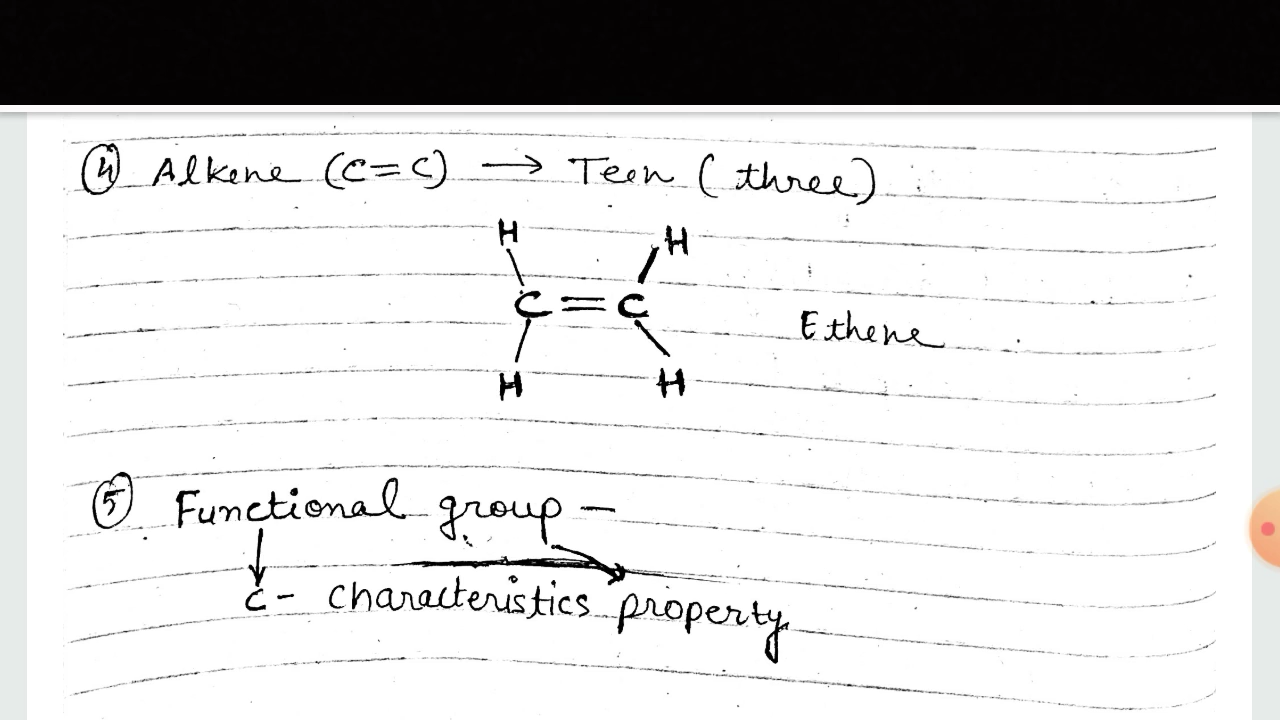 ④ Alkene (C=C) → Teen (three)
H H
C=C
Ethene
H H
⑤ Functional group –
C- characteristics property